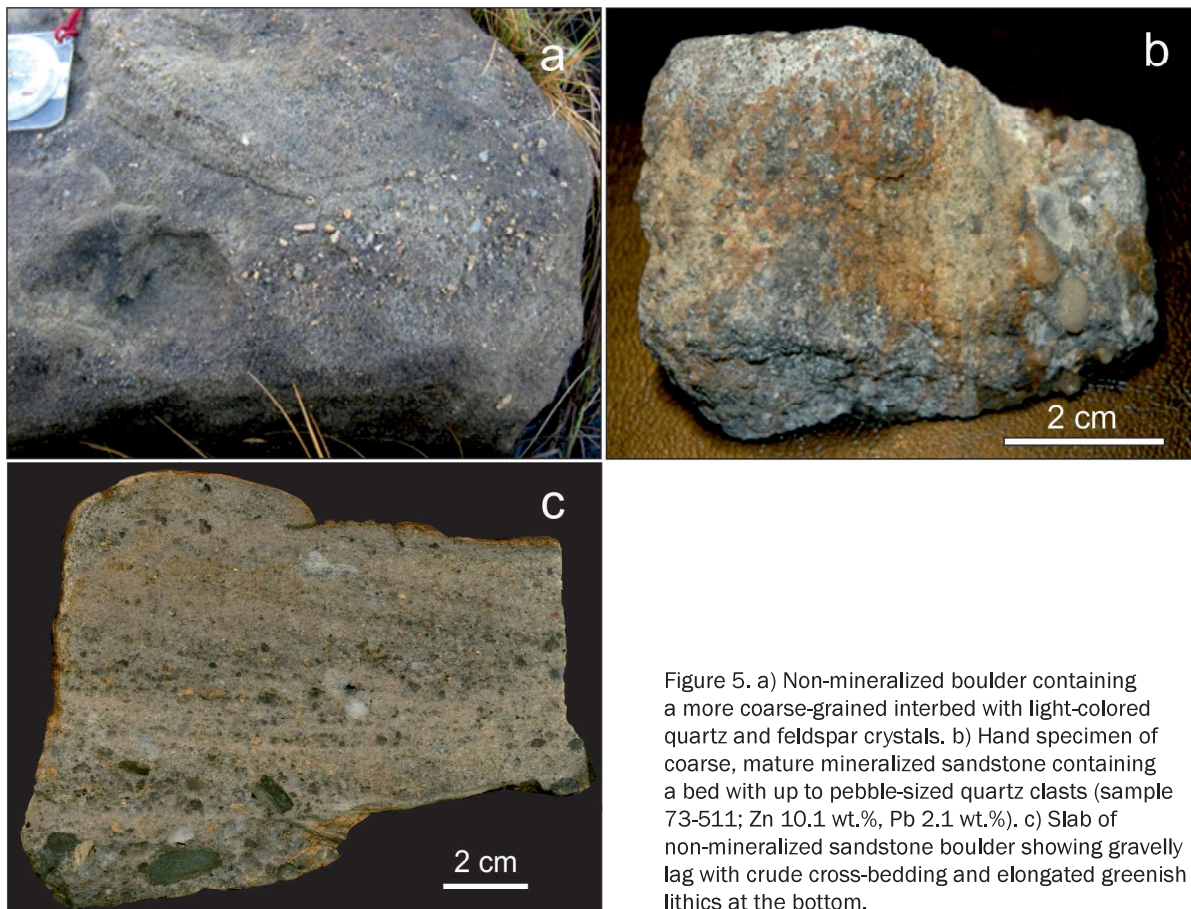 a
b
2 cm
c
2 cm
Figure 5. a) Non-mineralized boulder containing
a more coarse-grained interbed with light-colored
quartz and feldspar crystals. b) Hand specimen of
coarse, mature mineralized sandstone containing
a bed with up to pebble-sized quartz clasts (sample
73-511; Zn 10.1 wt.%, Pb 2.1 wt.%). c) Slab of
non-mineralized sandstone boulder showing gravelly
lag with crude cross-bedding and elongated greenish
lithics at the bottom.